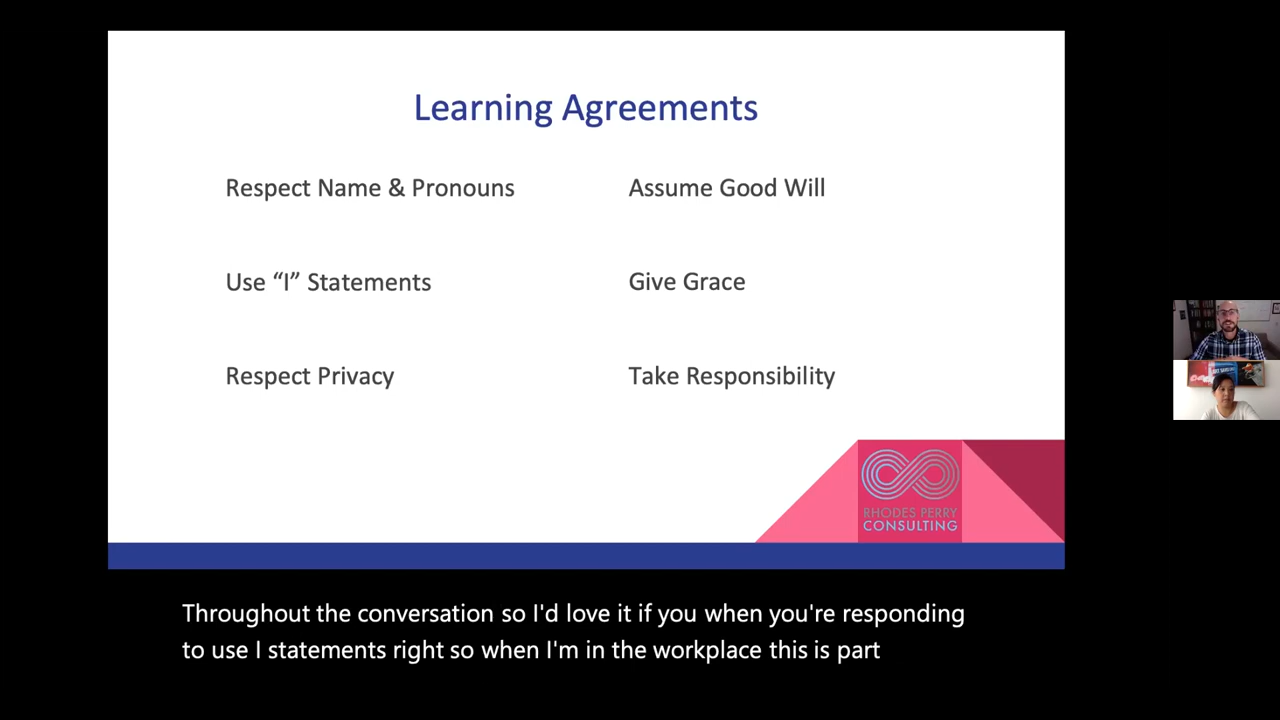 Learning Agreements
Respect Name & Pronouns
Assume Good Will
Use “I” Statements
Give Grace
Respect Privacy
Take Responsibility
RHODES PERRY
CONSULTING
Throughout the conversation so I'd love it if you when you're responding
to use I statements right so when I'm in the workplace this is part